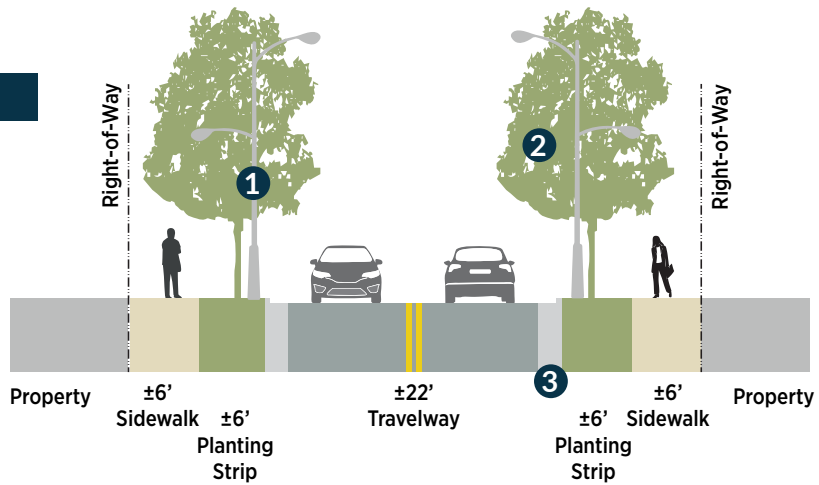 Right-of-Way
1
2
Right-of-Way
3
Property
±6’
Sidewalk
±6’
Planting
Strip
±22’
Travelway
±6’
Planting
Strip
±6’
Sidewalk
Property